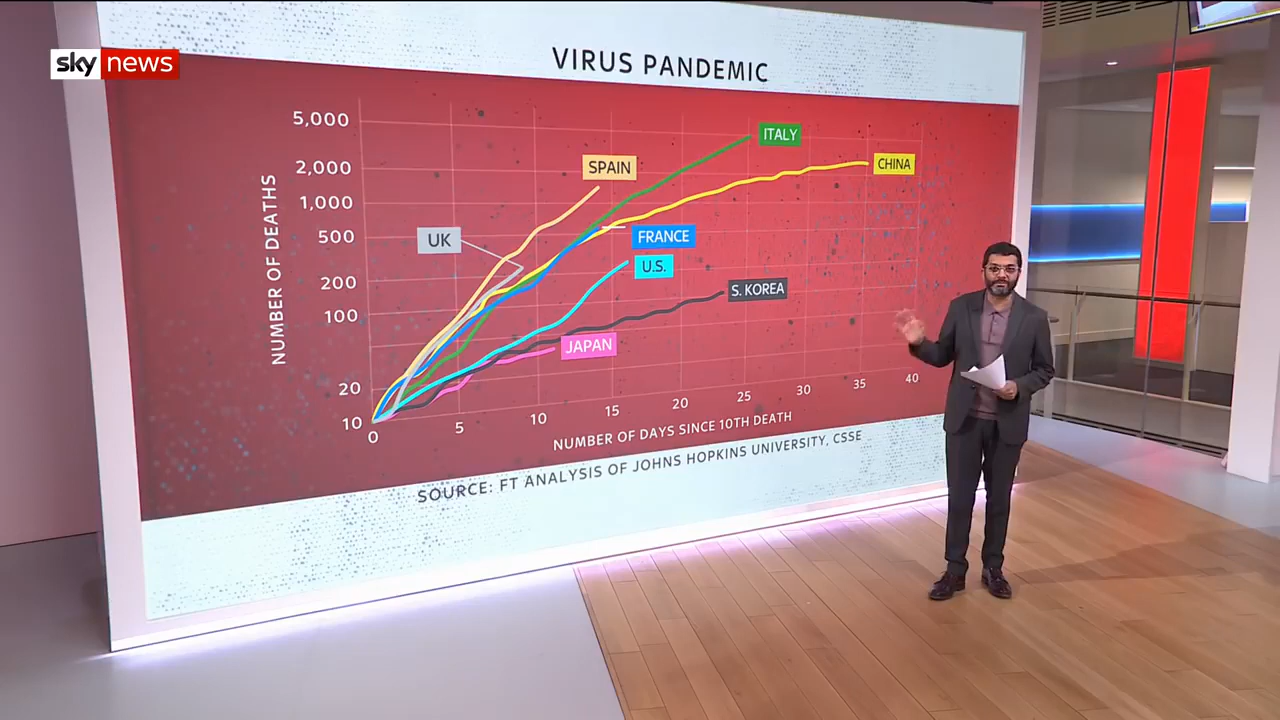 sky news
VIRUS PANDEMIC
NUMBER OF DEATHS
5,000
2,000
1,000
500
200
100
20
10
ITALY
SPAIN
CHINA
UK
FRANCE
U.S.
S. KOREA
JAPAN
0 5 10 15 20 25 30 35 40
NUMBER OF DAYS SINCE 10TH DEATH
SOURCE: FT ANALYSIS OF JOHNS HOPKINS UNIVERSITY, CSSE